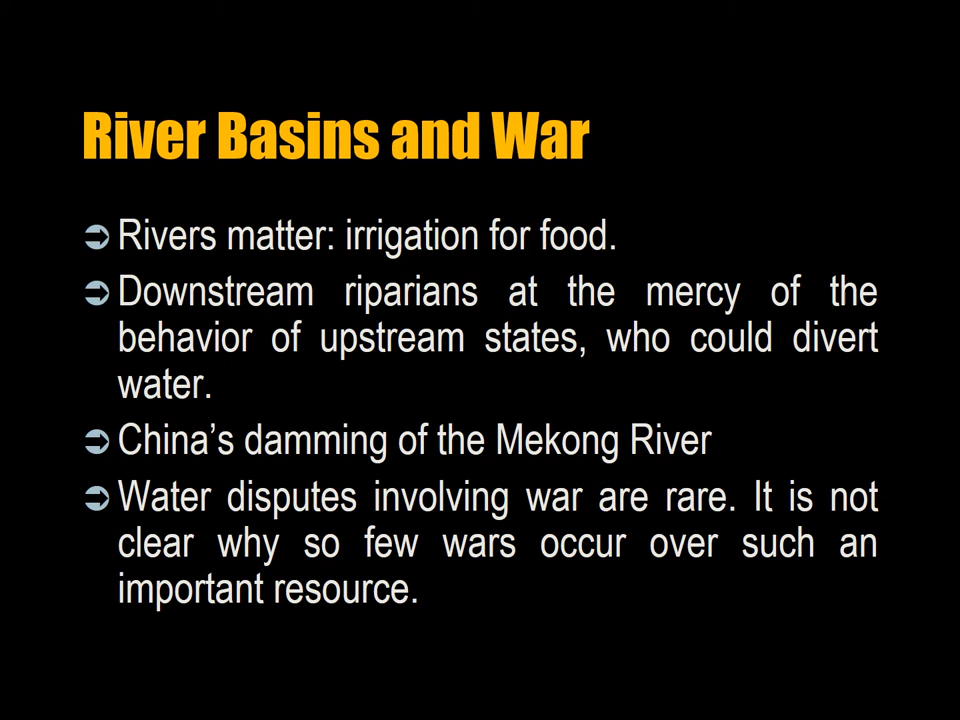 River Basins and War
Rivers matter: irrigation for food.
Downstream riparians at the mercy of the
behavior of upstream states, who could divert
water.
China’s damming of the Mekong River
Water disputes involving war are rare. It is not
clear why so few wars occur over such an
important resource.